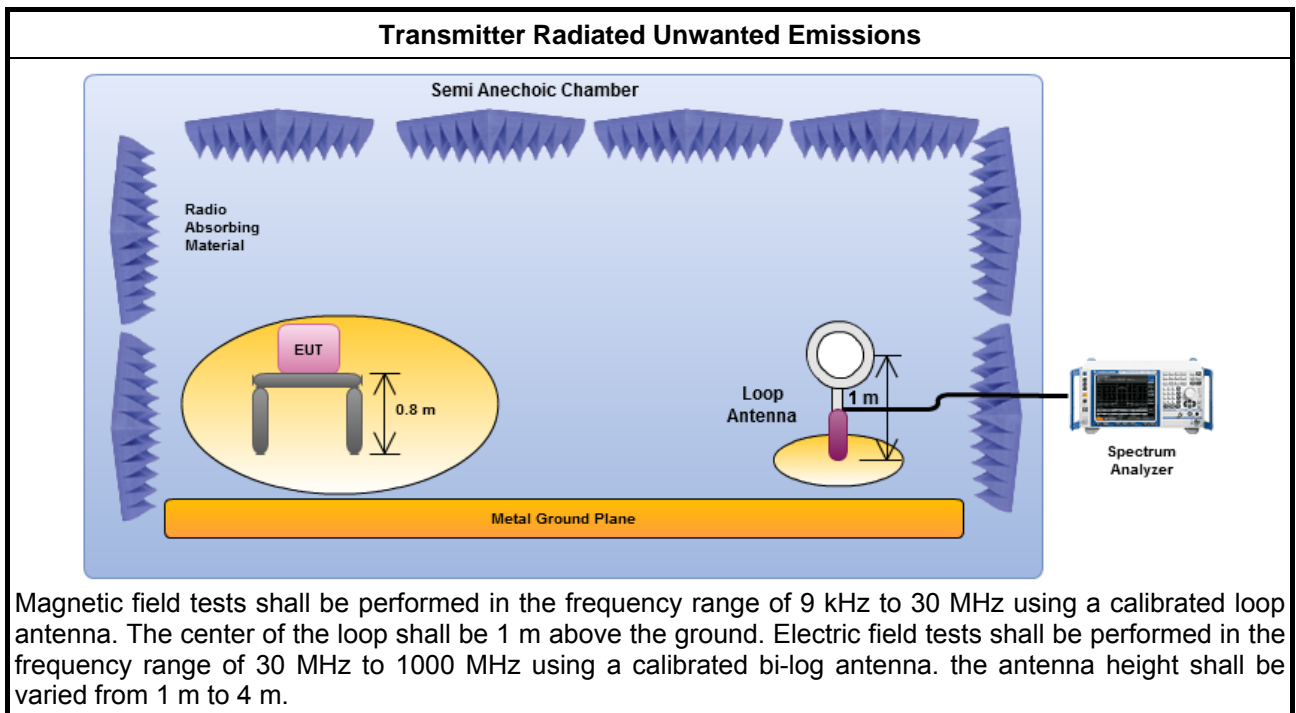 Transmitter Radiated Unwanted Emissions
Semi Anechoic Chamber
Radio
Absorbing
Material
EUT
0.8 m
Loop
Antenna
1 m
Spectrum
Analyzer
Metal Ground Plane
Magnetic field tests shall be performed in the frequency range of 9 kHz to 30 MHz using a calibrated loop
antenna. The center of the loop shall be 1 m above the ground. Electric field tests shall be performed in the
frequency range of 30 MHz to 1000 MHz using a calibrated bi-log antenna. the antenna height shall be
varied from 1 m to 4 m.